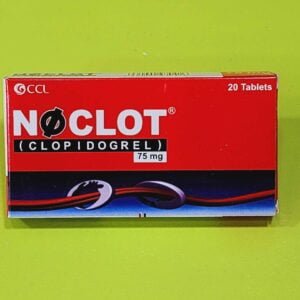 CCL
20 Tablets
NOCLOT®
(CLOPIDOGREL)
75 mg